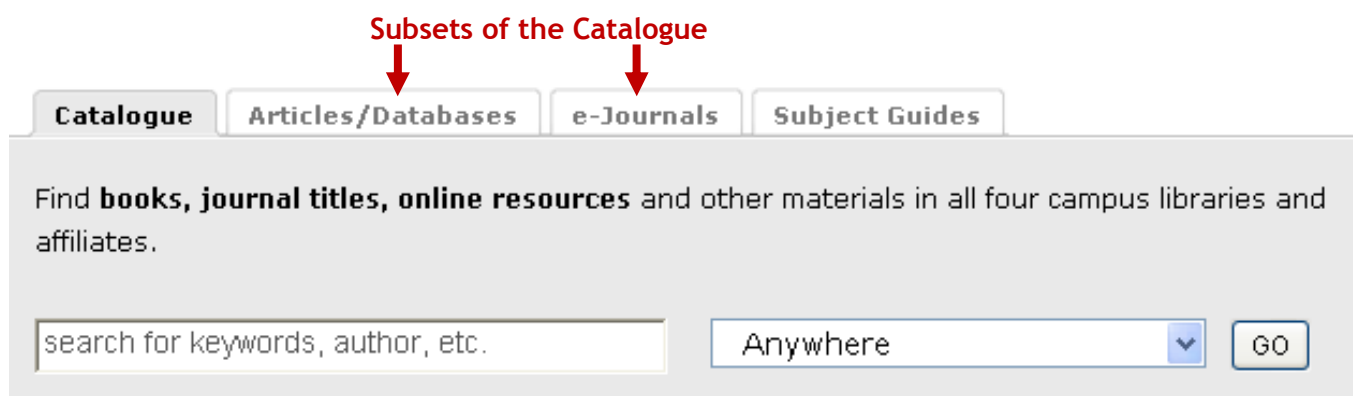 Subsets of the Catalogue
Catalogue Articles/Databases e-Journals Subject Guides
Find books, journal titles, online resources and other materials in all four campus libraries and
affiliates.
search for keywords, author, etc. Anywhere GO